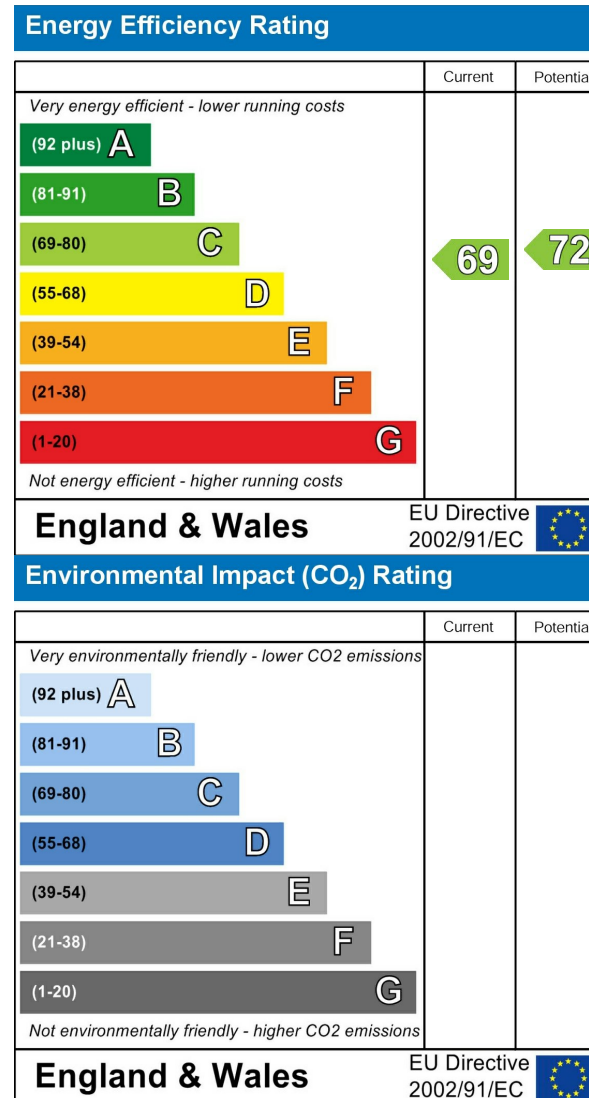 Energy Efficiency Rating
Current Potentia
Very energy efficient - lower running costs
(92 plus) A
(81-91) B
(69-80) C
(55-68) D
(39-54) E
(21-38) F
(1-20) G
69 72
Not energy efficient - higher running costs
England & Wales
EU Directive
2002/91/EC
Environmental Impact (CO₂) Rating
Current Potentia
Very environmentally friendly - lower CO2 emissions
(92 plus) A
(81-91) B
(69-80) C
(55-68) D
(39-54) E
(21-38) F
(1-20) G
Not environmentally friendly - higher CO2 emissions
England & Wales
EU Directive
2002/91/EC